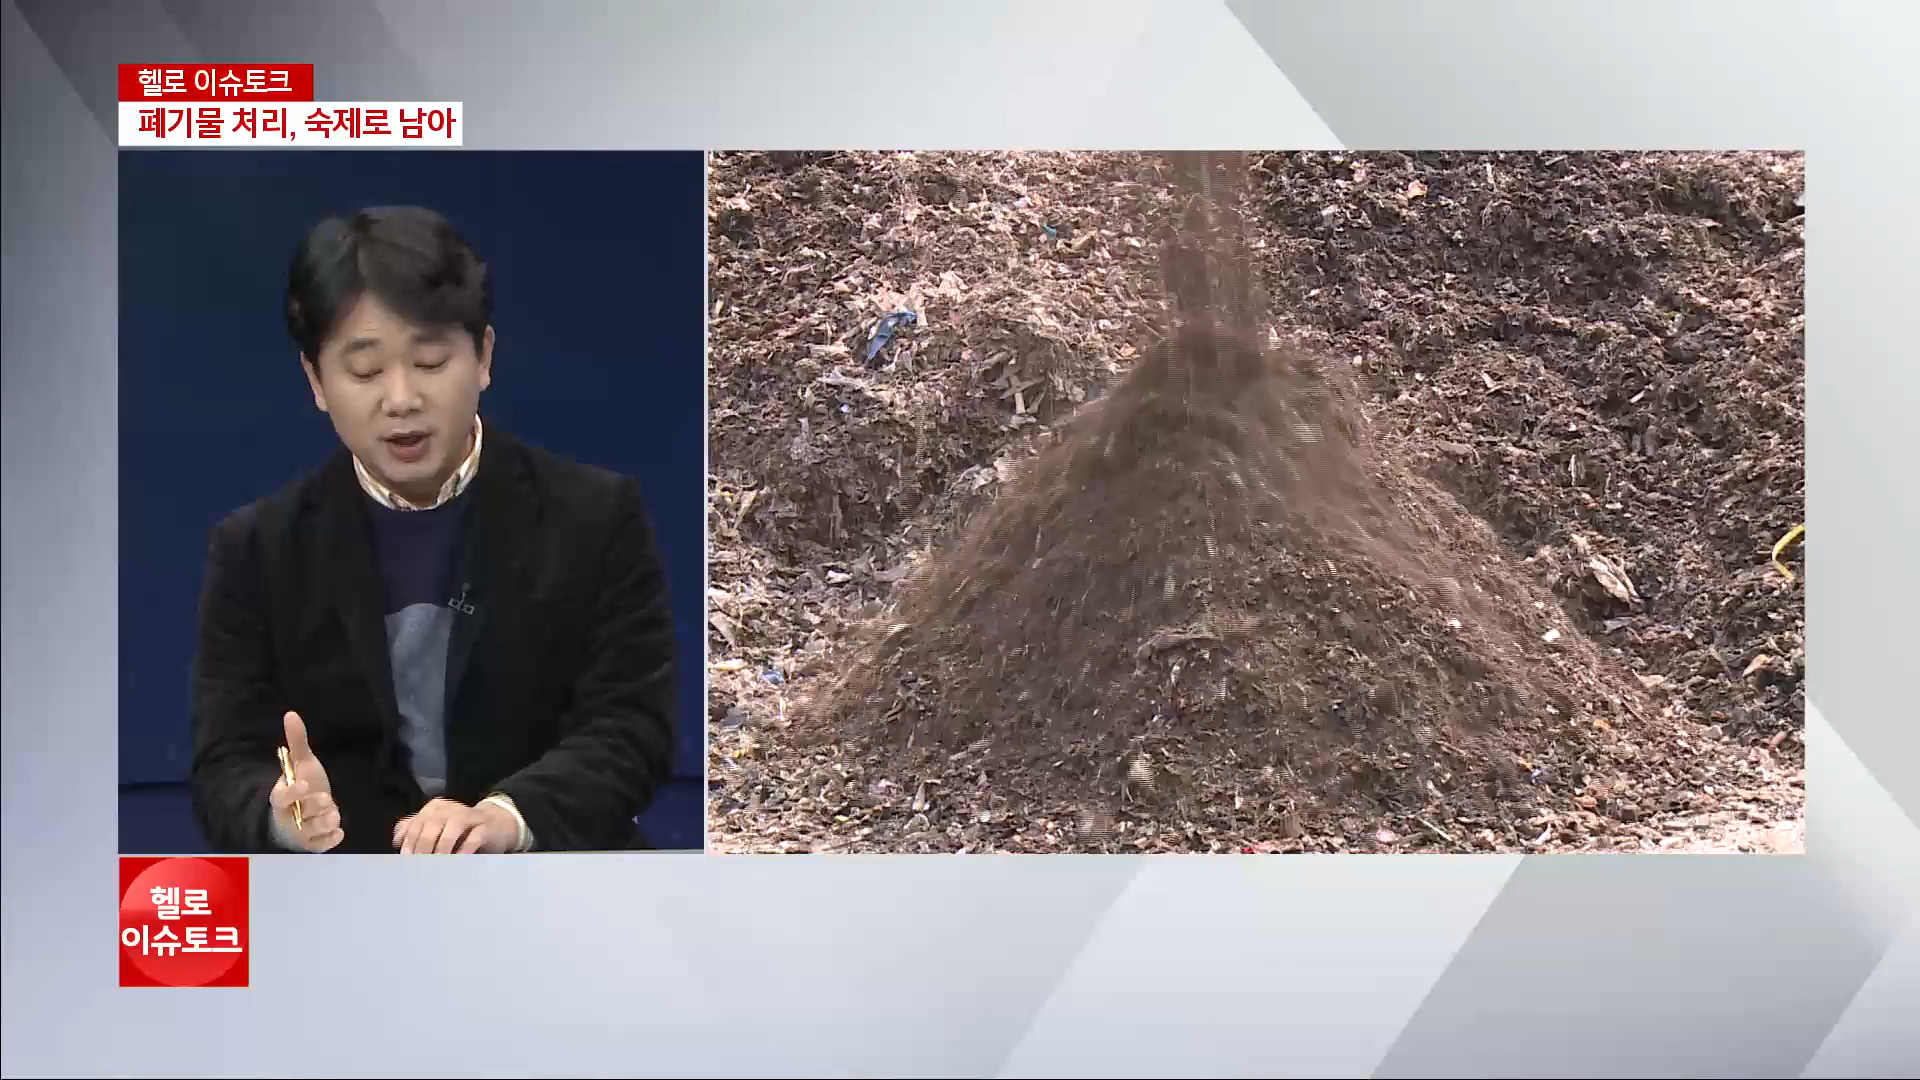 헬로 이슈토크
폐기물 처리, 숙제로 남아
헬로
이슈토크